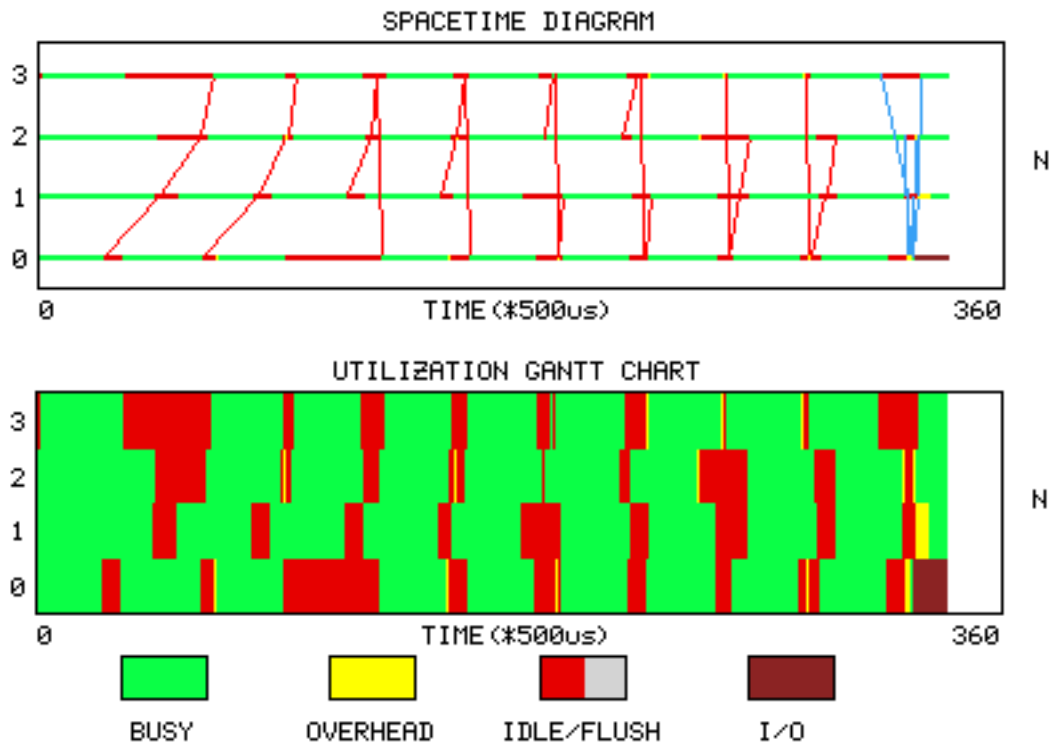 SPACETIME DIAGRAM
3
2
1
0
N
0 TIME(*500us) 360
UTILIZATION GANTT CHART
3
2
1
0
N
0 TIME(*500us) 360
BUSY OVERHEAD IDLE/FLUSH I/O